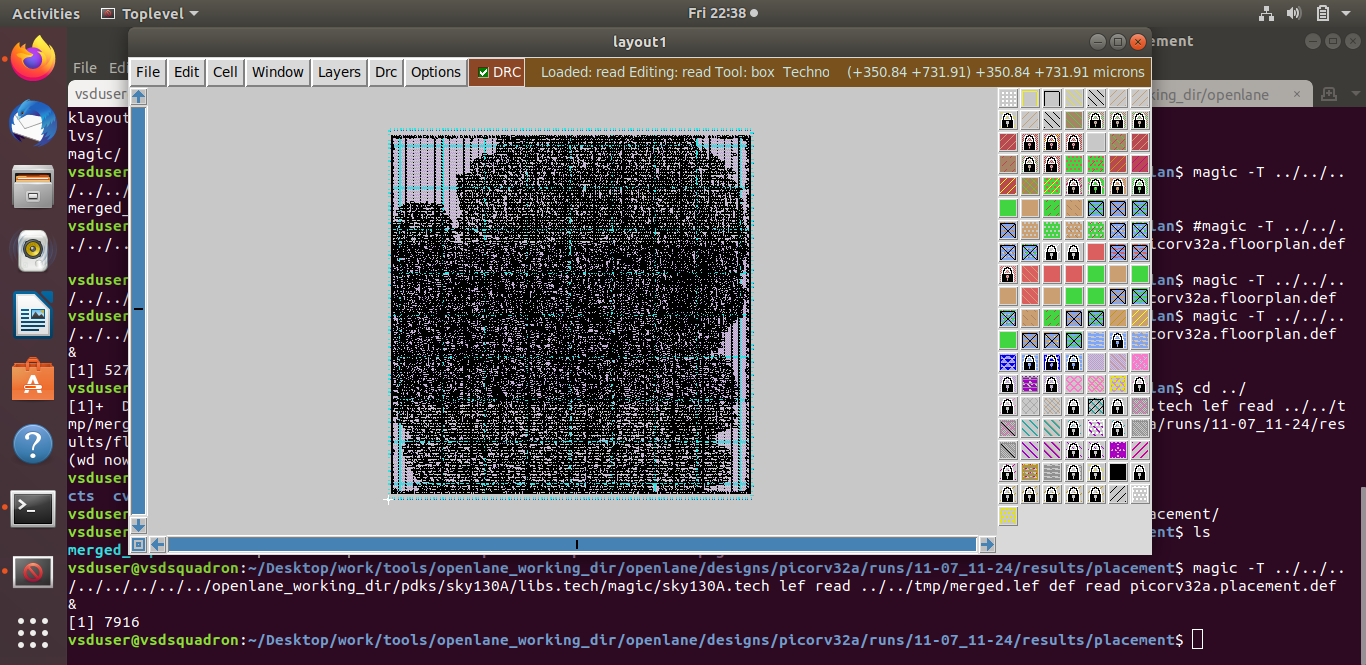 Activities Toplevel Fri 22:38
layout1
File Edit Cell Window Layers Drc Options DRC Loaded: read Editing: read Tool: box Techno (+350.84 +731.91) +350.84 +731.91 microns
File
vsduser
ng_dir/openlane
klayout
lvs/
magic/
vsduser lan$ magic -T ../../..
/../../..
merged_
vsduser lan$ #magic -T ../../.
./../.. icorv32a.floorplan.def
vsduser lan$ magic -T ../../..
/../../.. corv32a.floorplan.def
vsduser lan$ magic -T ../../..
/../../.. corv32a.floorplan.def
&
[1] 527
vsduser lan$ cd ../
[1]+ .tech lef read ../../t
mp/merg a/runs/11-07_11-24/res
ults/fl
(wd now
vsduser
cts cv
vsduser acement/
vsduser ent$ ls
merged_
vsduser@vsdsquadron:~/Desktop/work/tools/openlane_working_dir/openlane/designs/picorv32a/runs/11-07_11-24/results/placement$ magic -T ../../..
/../../../../../openlane_working_dir/pdks/sky130A/libs.tech/magic/sky130A.tech lef read ../../tmp/merged.lef def read picorv32a.placement.def
&
[1] 7916
vsduser@vsdsquadron:~/Desktop/work/tools/openlane_working_dir/openlane/designs/picorv32a/runs/11-07_11-24/results/placement$